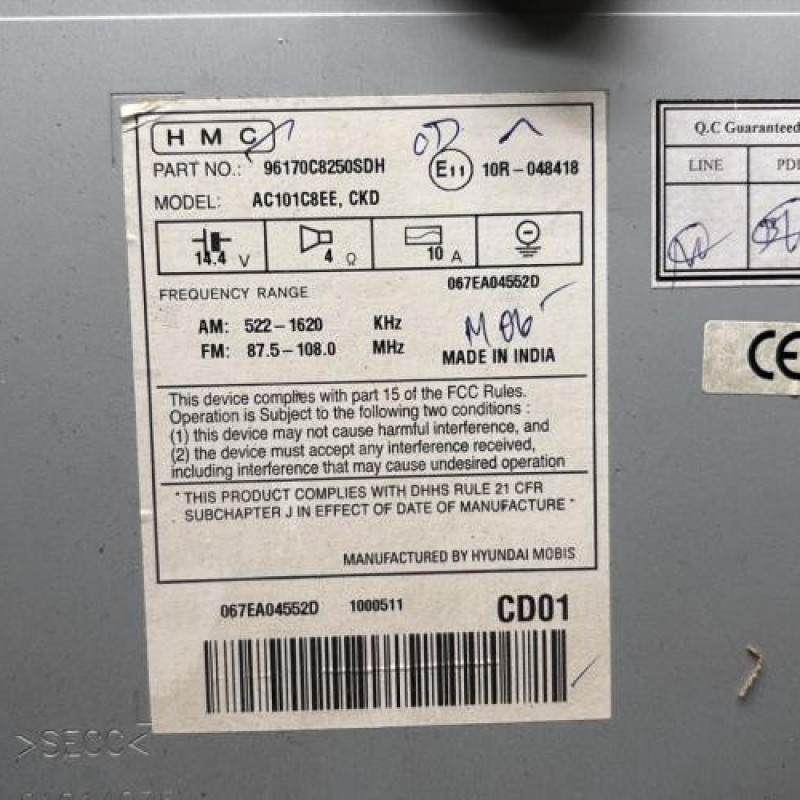 HMC
PART NO.: 96170C8250SDH
E11 10R-048418
MODEL: AC101C8EE, CKD
14.4 V 4 Ω 10 A
067EA04552D
FREQUENCY RANGE
AM: 522-1620 KHz
FM: 87.5-108.0 MHz
M06
MADE IN INDIA
This device complies with part 15 of the FCC Rules.
Operation is Subject to the following two conditions :
(1) this device may not cause harmful interference, and
(2) the device must accept any interference received,
including interference that may cause undesired operation
" THIS PRODUCT COMPLIES WITH DHHS RULE 21 CFR
SUBCHAPTER J IN EFFECT OF DATE OF MANUFACTURE "
MANUFACTURED BY HYUNDAI MOBIS
067EA04552D 1000511 CD01
Q.C Guaranteed
LINE PDI
CE
>SECC<